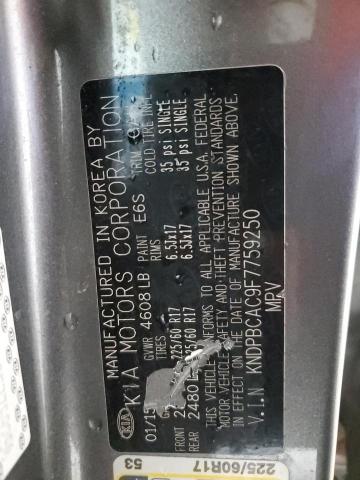 MANUFACTURED IN KOREA BY
KIA KIA MOTORS CORPORATION
01/15 GVWR 4608 LB PAINT E6S TRIM
TIRES RIMS COLD TIRE INF.
FRONT 225/60 R17 6.5Jx17 35 psi SINGLE
REAR 2480 LB 225/60 R17 6.5Jx17 35 psi SINGLE
THIS VEHICLE CONFORMS TO ALL APPLICABLE U.S.A. FEDERAL
MOTOR VEHICLE SAFETY AND THEFT PREVENTION STANDARDS
IN EFFECT ON THE DATE OF MANUFACTURE SHOWN ABOVE.
V.I.N KNDPBCAC9F7759250
MPV
53
225/60R17